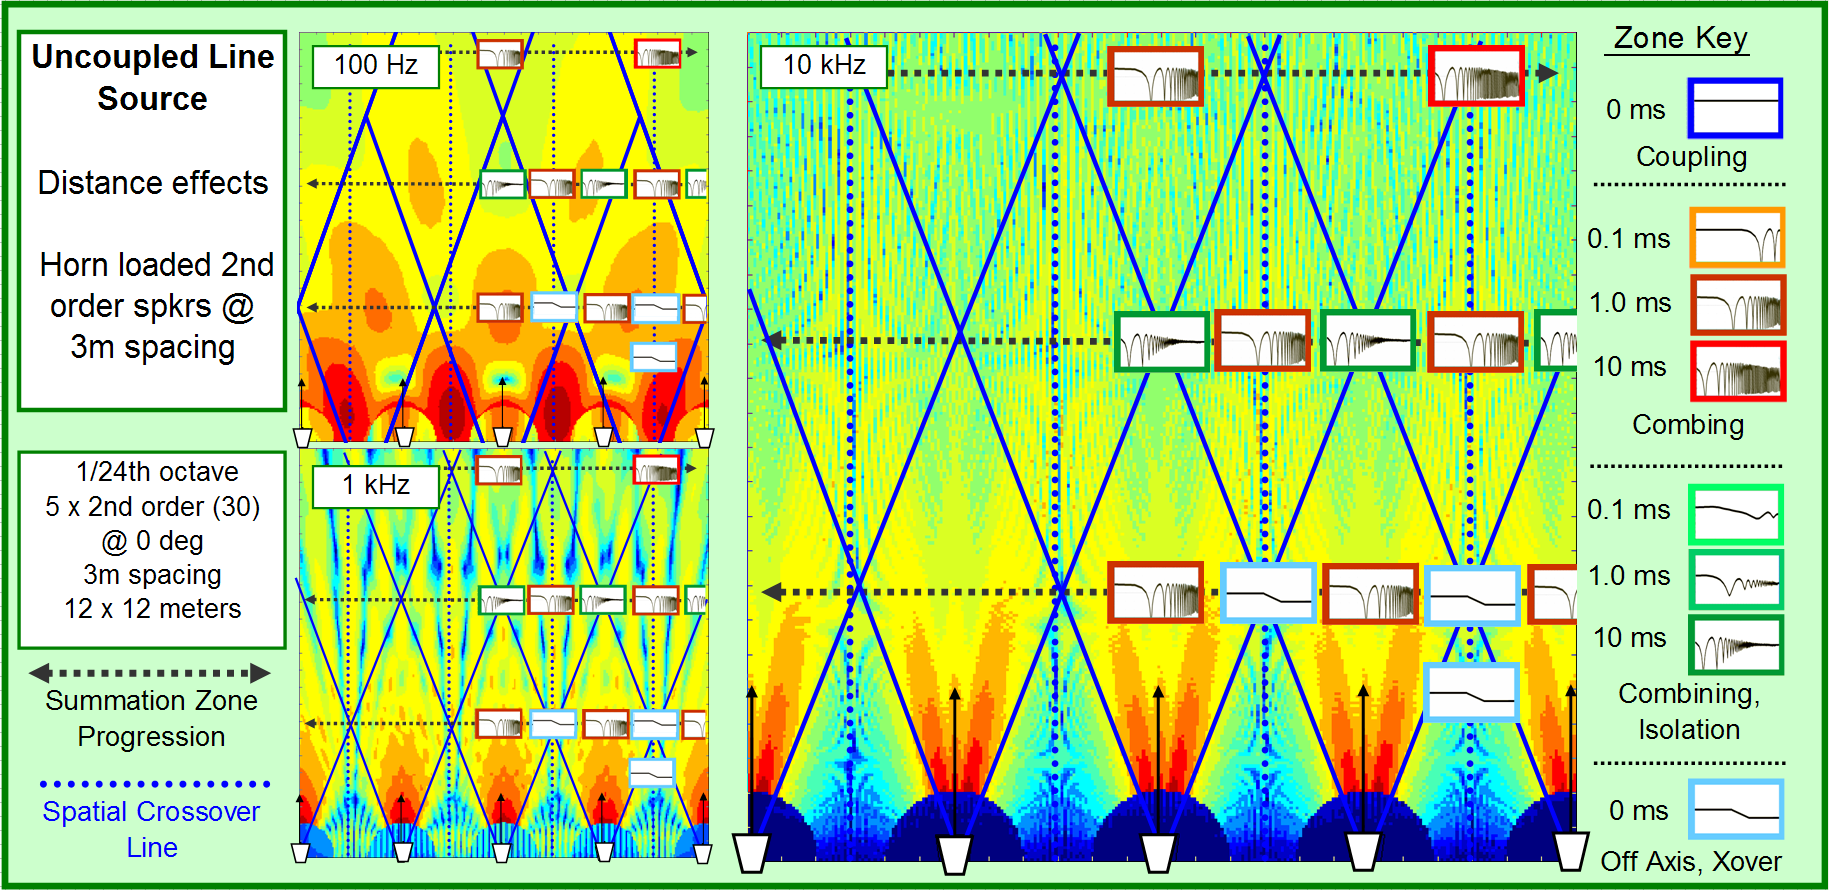 Uncoupled Line
Source
Distance effects
Horn loaded 2nd
order spkrs @
3m spacing
1/24th octave
5 x 2nd order (30)
@ 0 deg
3m spacing
12 x 12 meters
Summation Zone
Progression
Spatial Crossover
Line
100 Hz
1 kHz
10 kHz
Zone Key
0 ms
Coupling
0.1 ms
1.0 ms
10 ms
Combing
0.1 ms
1.0 ms
10 ms
Combining,
Isolation
0 ms
Off Axis, Xover